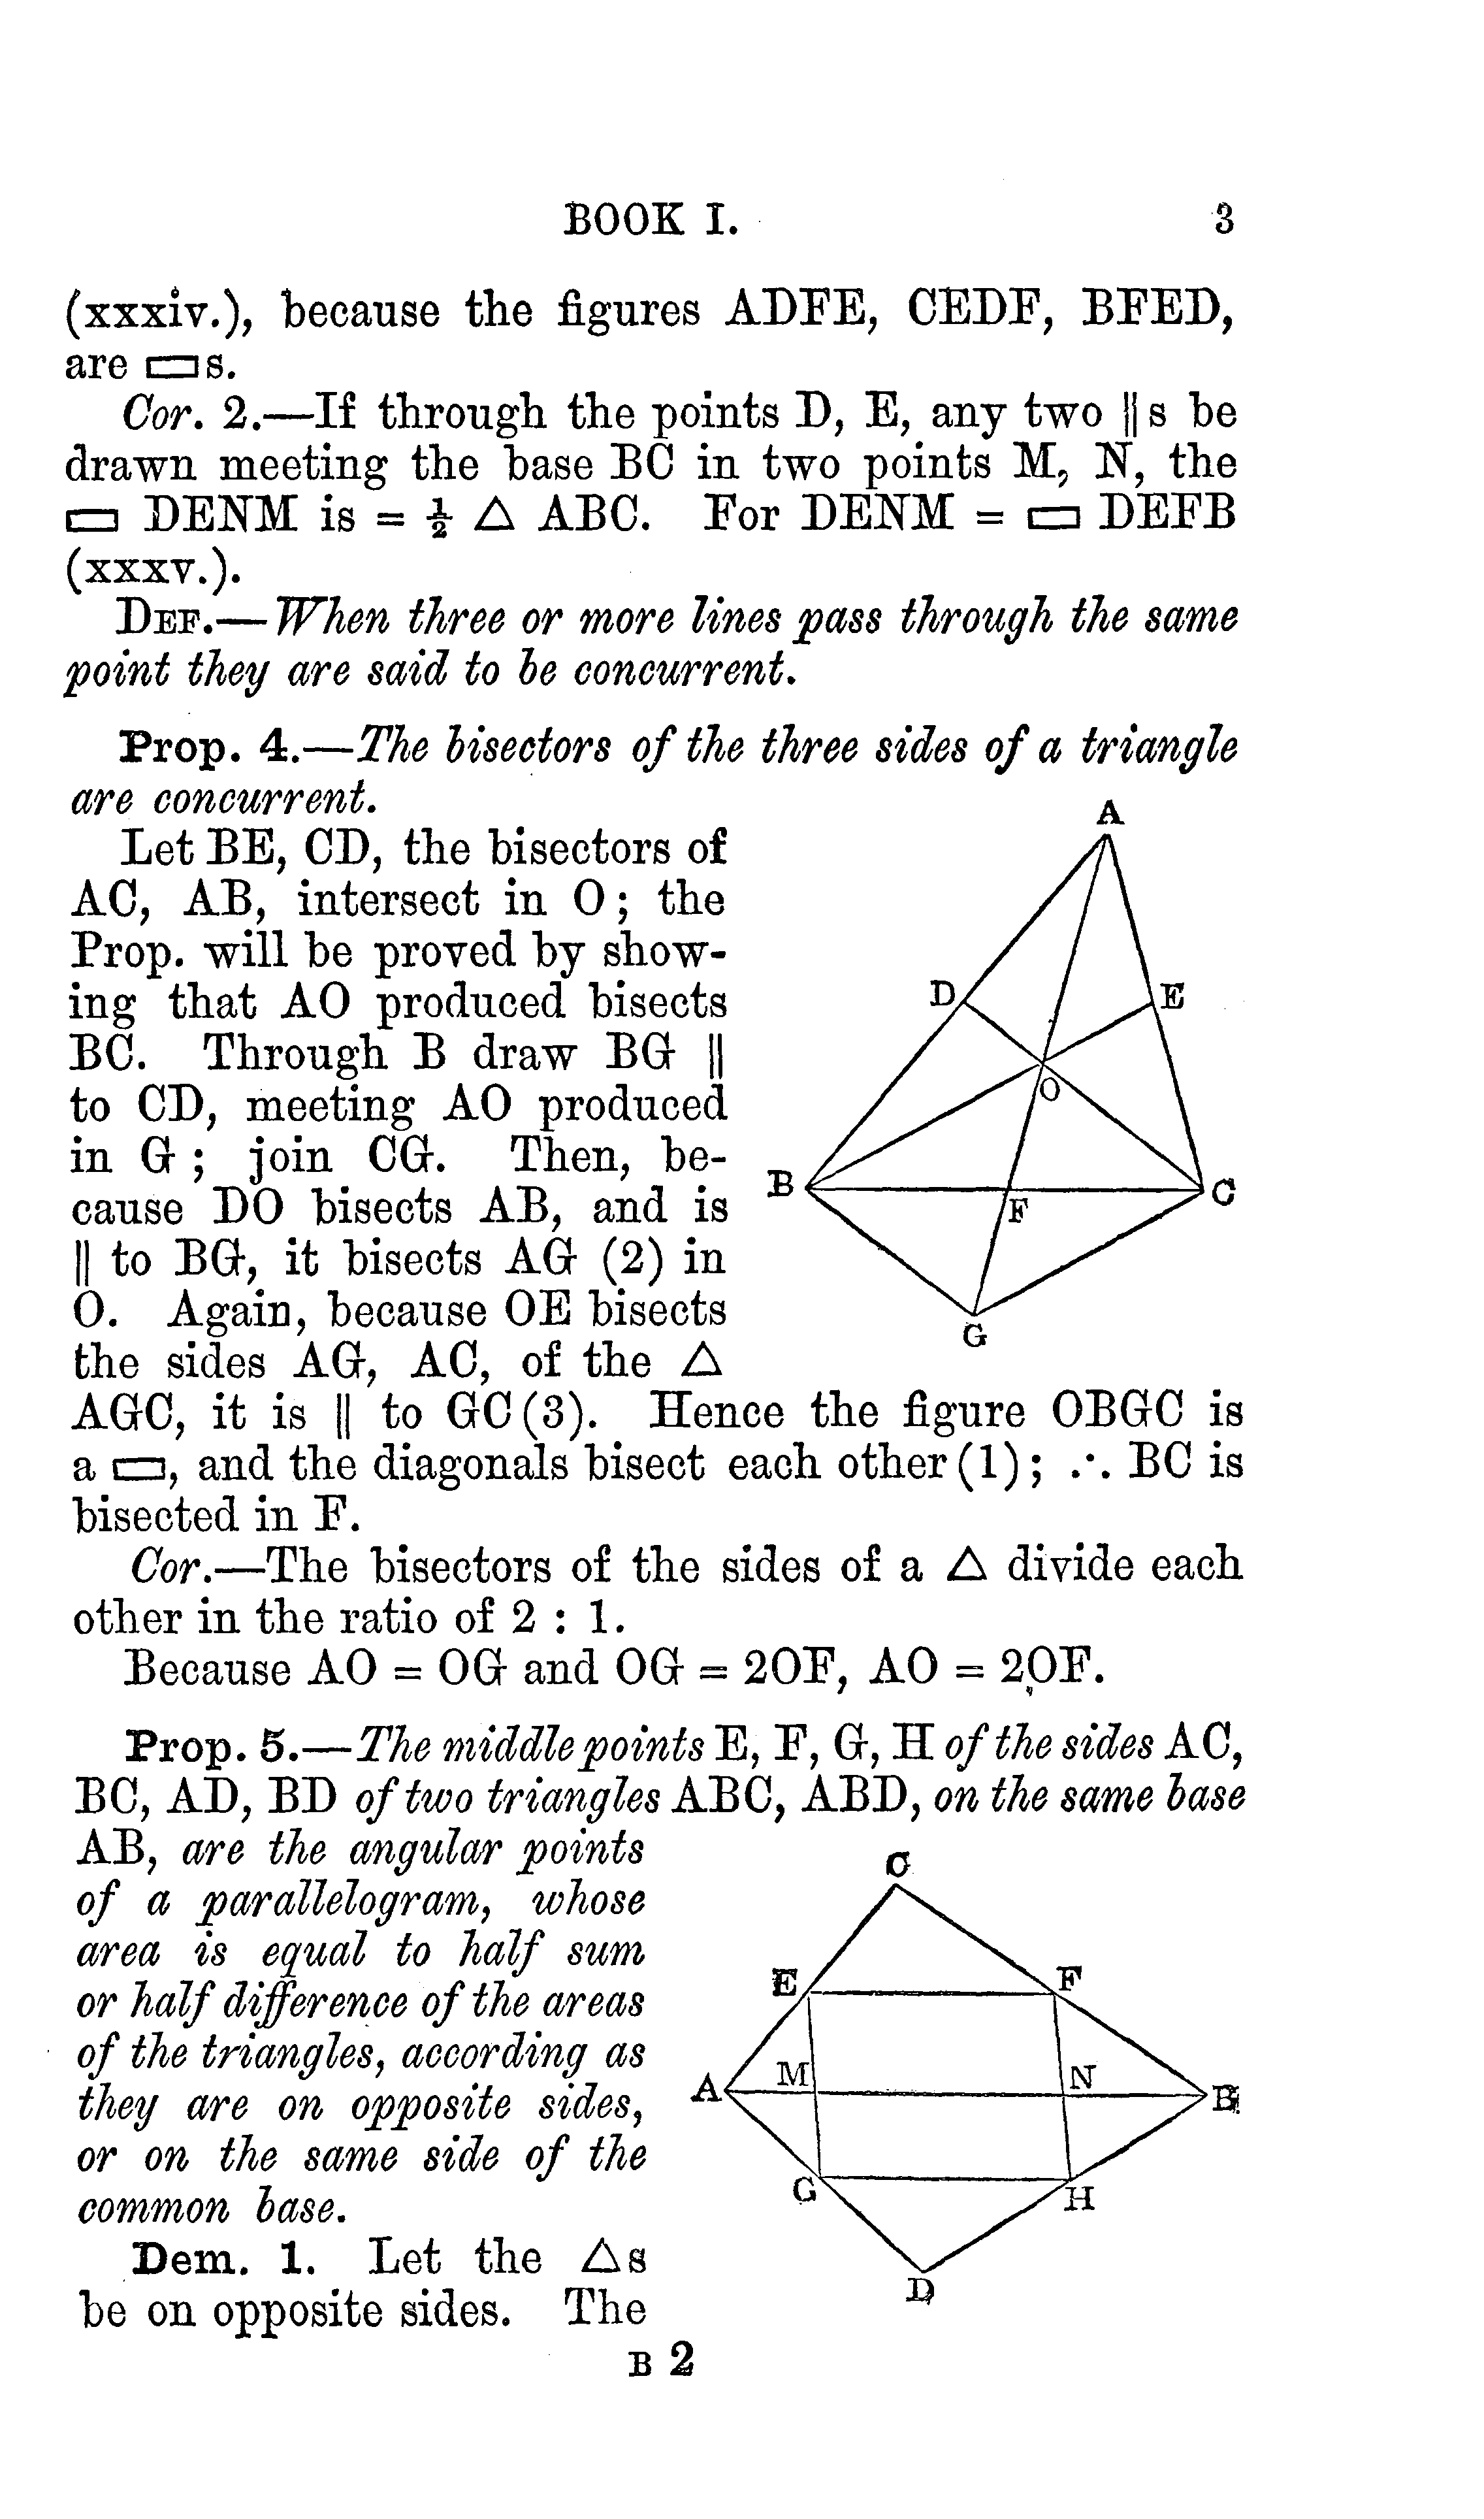 BOOK I. 3
(xxxiv.), because the figures ADFE, CEDF, BFED,
are ▭s.
Cor. 2.—If through the points D, E, any two ||s be
drawn meeting the base BC in two points M, N, the
▭ DENM is = ½ △ ABC. For DENM = ▭ DEFB
(xxxv.).
DEF.—When three or more lines pass through the same
point they are said to be concurrent.
Prop. 4.—The bisectors of the three sides of a triangle
are concurrent.
Let BE, CD, the bisectors of
AC, AB, intersect in O; the
Prop. will be proved by show-
ing that AO produced bisects
BC. Through B draw BG ||
to CD, meeting AO produced
in G; join CG. Then, be-
cause DO bisects AB, and is
|| to BG, it bisects AG (2) in
O. Again, because OE bisects
the sides AG, AC, of the △
A
D
E
O
B
F
C
G
AGC, it is || to GC (3). Hence the figure OBGC is
a ▭, and the diagonals bisect each other (1); ∴ BC is
bisected in F.
Cor.—The bisectors of the sides of a △ divide each
other in the ratio of 2 : 1.
Because AO = OG and OG = 2OF, AO = 2OF.
Prop. 5.—The middle points E, F, G, H of the sides AC,
BC, AD, BD of two triangles ABC, ABD, on the same base
AB, are the angular points
of a parallelogram, whose
area is equal to half sum
or half difference of the areas
of the triangles, according as
they are on opposite sides,
or on the same side of the
common base.
Dem. 1. Let the △s
be on opposite sides. The
C
E
F
A
M
N
B
G
H
D
B 2